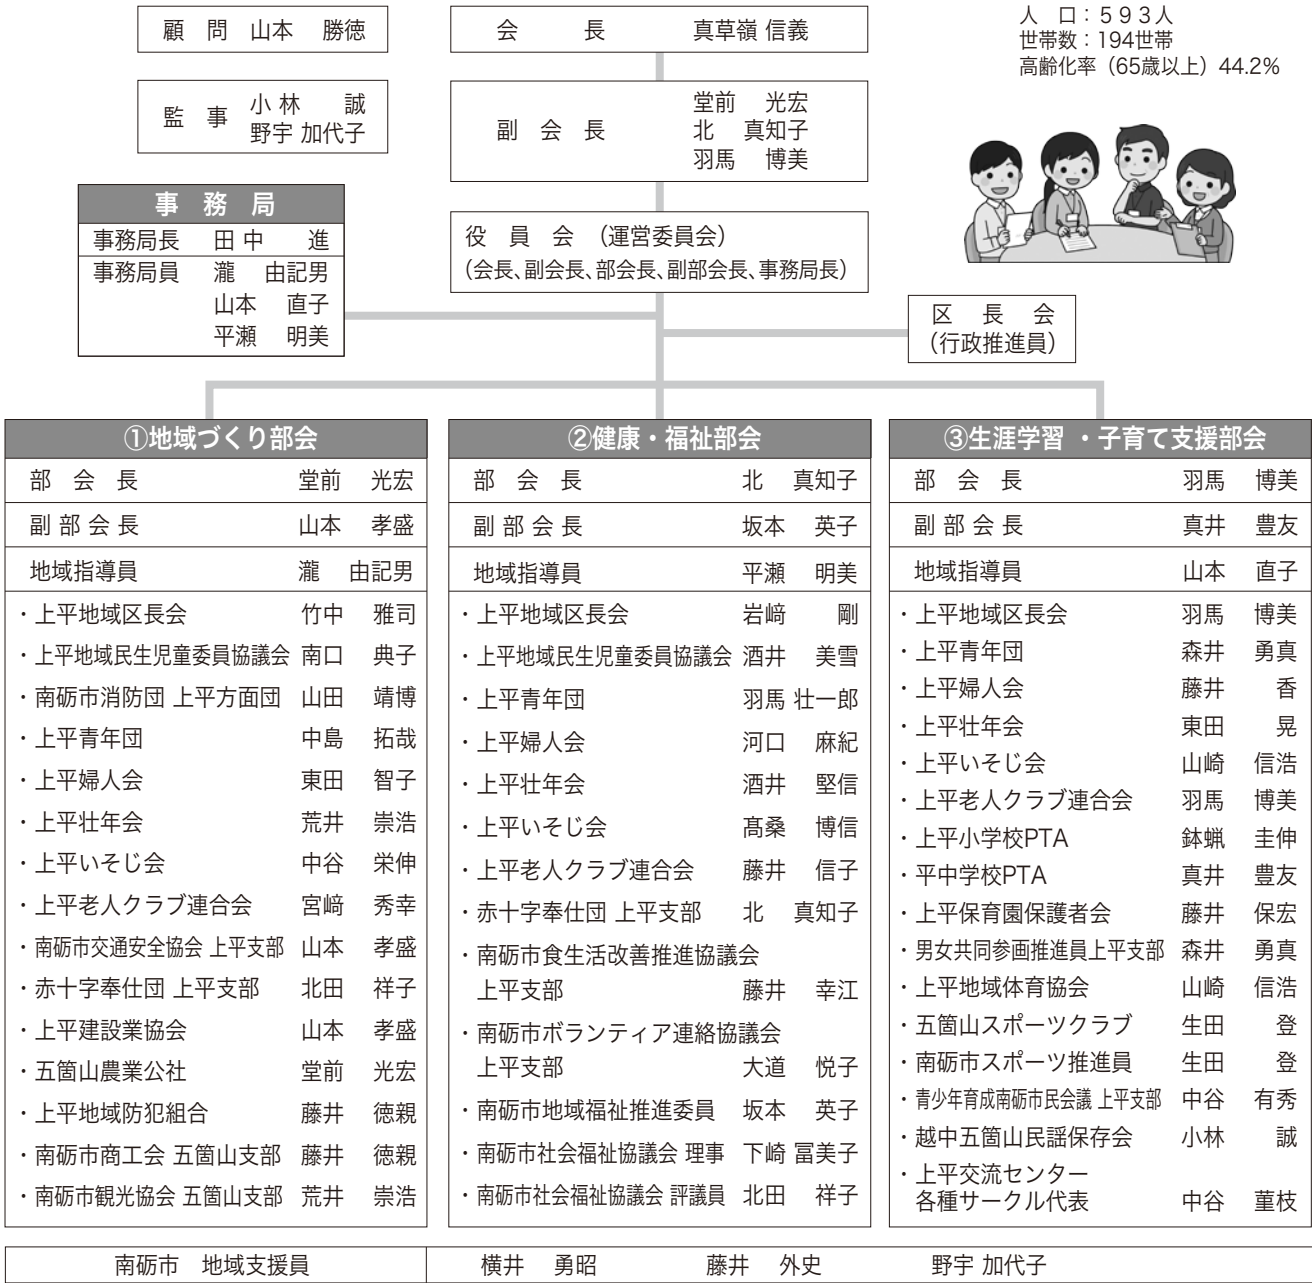 顧 問 山本 勝徳
会 長 真草嶺 信義
人 口：593人
世帯数：194世帯
高齢化率（65歳以上）44.2%
監 事 小林 誠
野宇 加代子
副 会 長 堂前 光宏
北 真知子
羽馬 博美
事 務 局
事務局長 田中 進
事務局員 瀧 由記男
山本 直子
平瀬 明美
役 員 会 （運営委員会）
（会長、副会長、部会長、副部会長、事務局長）
区 長 会
（行政推進員）
①地域づくり部会
部 会 長 堂前 光宏
副 部 会 長 山本 孝盛
地域指導員 瀧 由記男
・上平地域区長会 竹中 雅司
・上平地域民生児童委員協議会 南口 典子
・南砺市消防団 上平方面団 山田 靖博
・上平青年団 中島 拓哉
・上平婦人会 東田 智子
・上平壮年会 荒井 崇浩
・上平いそじ会 中谷 栄伸
・上平老人クラブ連合会 宮﨑 秀幸
・南砺市交通安全協会 上平支部 山本 孝盛
・赤十字奉仕団 上平支部 北田 祥子
・上平建設業協会 山本 孝盛
・五箇山農業公社 堂前 光宏
・上平地域防犯組合 藤井 徳親
・南砺市商工会 五箇山支部 藤井 徳親
・南砺市観光協会 五箇山支部 荒井 崇浩
②健康・福祉部会
部 会 長 北 真知子
副 部 会 長 坂本 英子
地域指導員 平瀬 明美
・上平地域区長会 岩﨑 剛
・上平地域民生児童委員協議会 酒井 美雪
・上平青年団 羽馬 壮一郎
・上平婦人会 河口 麻紀
・上平壮年会 酒井 堅信
・上平いそじ会 髙桑 博信
・上平老人クラブ連合会 藤井 信子
・赤十字奉仕団 上平支部 北 真知子
・南砺市食生活改善推進協議会
上平支部 藤井 幸江
・南砺市ボランティア連絡協議会
上平支部 大道 悦子
・南砺市地域福祉推進委員 坂本 英子
・南砺市社会福祉協議会 理事 下崎 冨美子
・南砺市社会福祉協議会 評議員 北田 祥子
③生涯学習 ・子育て支援部会
部 会 長 羽馬 博美
副 部 会 長 真井 豊友
地域指導員 山本 直子
・上平地域区長会 羽馬 博美
・上平青年団 森井 勇真
・上平婦人会 藤井 香
・上平壮年会 東田 晃
・上平いそじ会 山崎 信浩
・上平老人クラブ連合会 羽馬 博美
・上平小学校PTA 鉢蝋 圭伸
・平中学校PTA 真井 豊友
・上平保育園保護者会 藤井 保宏
・男女共同参画推進員上平支部 森井 勇真
・上平地域体育協会 山崎 信浩
・五箇山スポーツクラブ 生田 登
・南砺市スポーツ推進員 生田 登
・青少年育成南砺市民会議 上平支部 中谷 有秀
・越中五箇山民謡保存会 小林 誠
・上平交流センター
各種サークル代表 中谷 菫枝
南砺市 地域支援員 横井 勇昭 藤井 外史 野宇 加代子